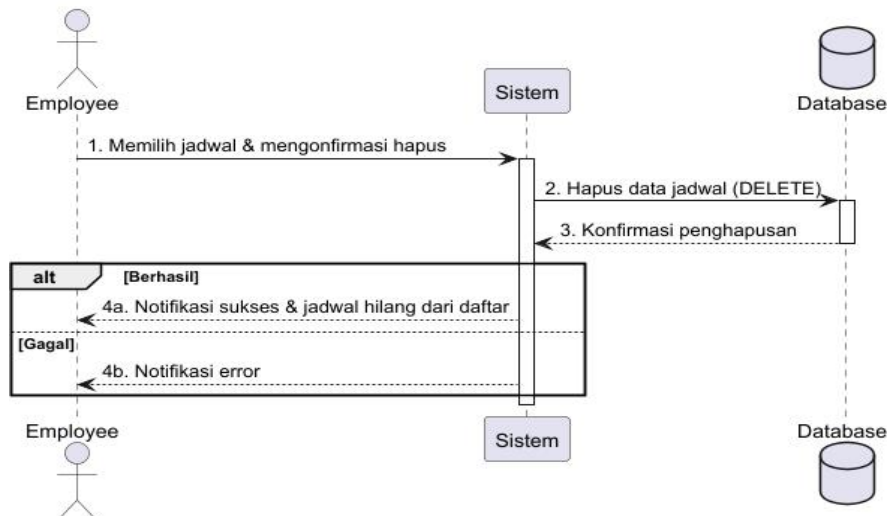 Employee
Sistem
Database
1. Memilih jadwal & mengonfirmasi hapus
2. Hapus data jadwal (DELETE)
3. Konfirmasi penghapusan
alt [Berhasil]
4a. Notifikasi sukses & jadwal hilang dari daftar
[Gagal]
4b. Notifikasi error
Employee
Sistem
Database